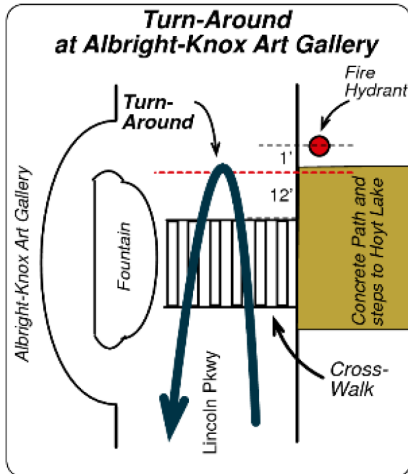 Turn-Around
at Albright-Knox Art Gallery
Fire
Hydrant
Turn-
Around
1'
12'
Albright-Knox Art Gallery
Fountain
Concrete Path and
steps to Hoyt Lake
Lincoln Pkwy
Cross-
Walk